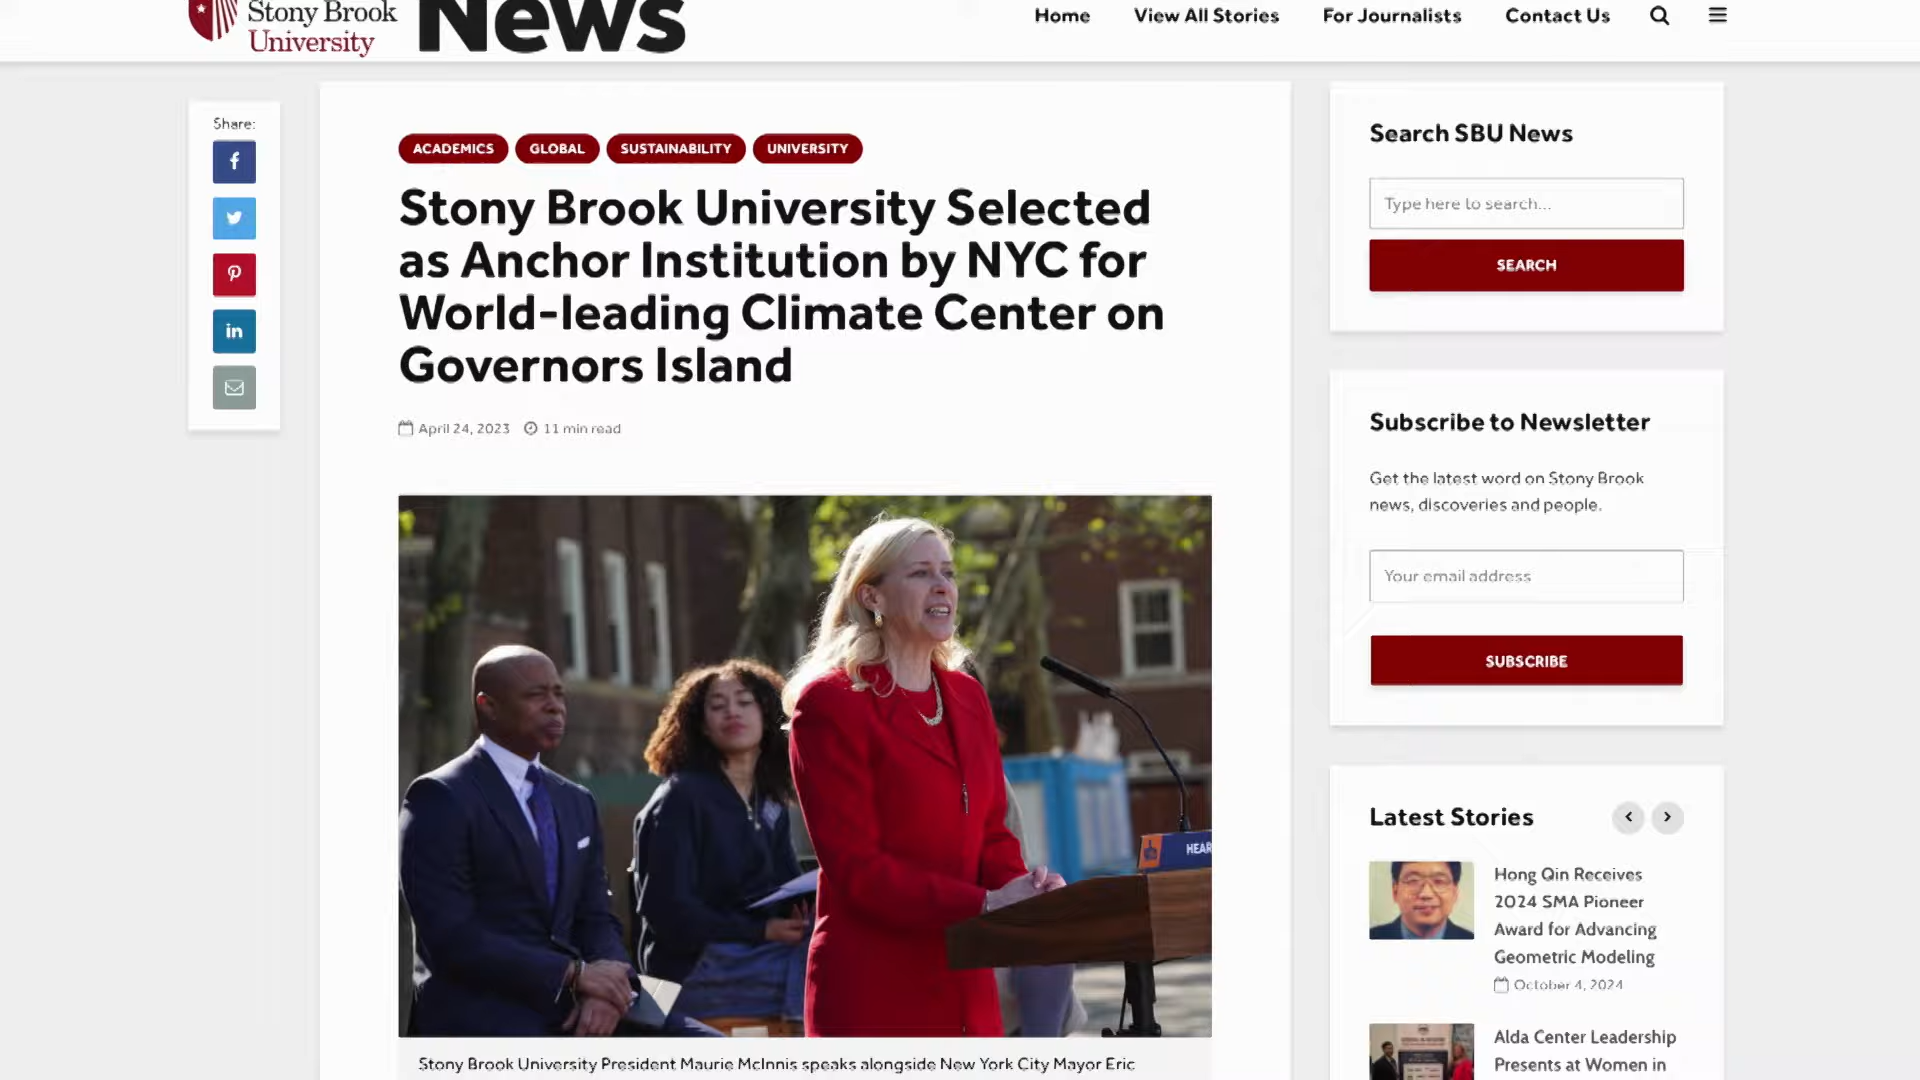 Stony Brook
University
News
Home
View All Stories
For Journalists
Contact Us
Share:
ACADEMICS
GLOBAL
SUSTAINABILITY
UNIVERSITY
Stony Brook University Selected
as Anchor Institution by NYC for
World-leading Climate Center on
Governors Island
April 24, 2023
11 min read
HEAR
Stony Brook University President Maurie McInnis speaks alongside New York City Mayor Eric
Search SBU News
Type here to search...
SEARCH
Subscribe to Newsletter
Get the latest word on Stony Brook
news, discoveries and people.
Your email address
SUBSCRIBE
Latest Stories
Hong Qin Receives
2024 SMA Pioneer
Award for Advancing
Geometric Modeling
October 4, 2024
Alda Center Leadership
Presents at Women in